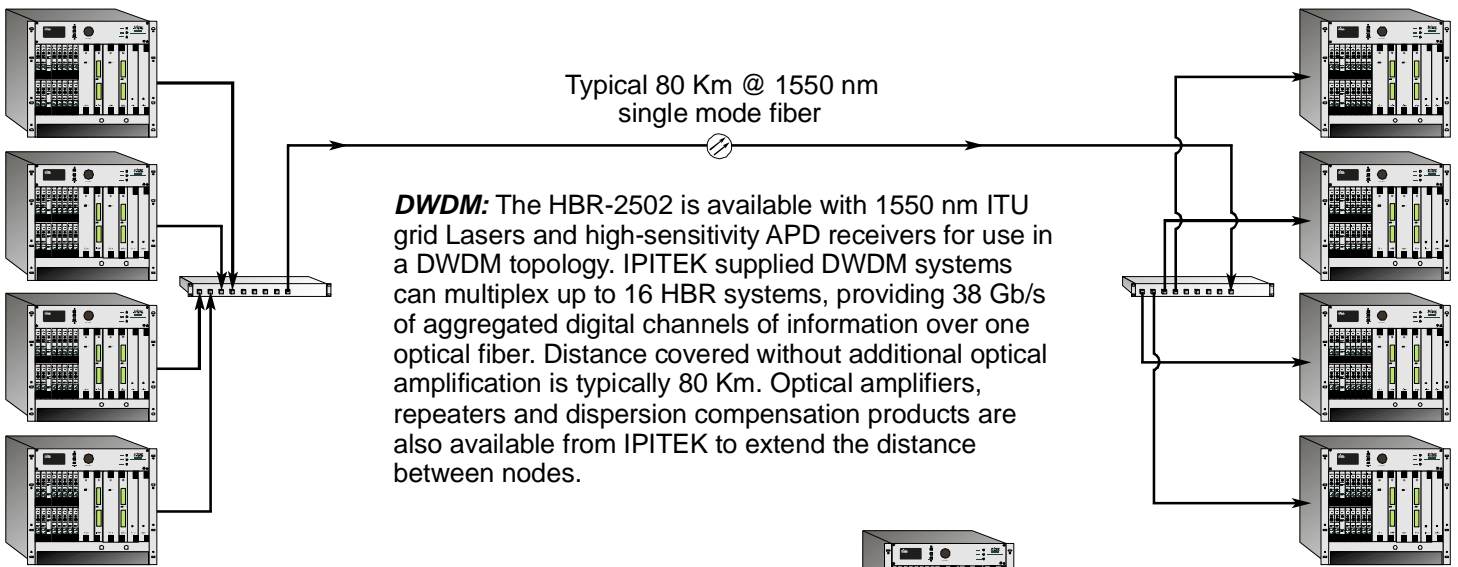 Typical 80 Km @ 1550 nm
single mode fiber
DWDM: The HBR-2502 is available with 1550 nm ITU
grid Lasers and high-sensitivity APD receivers for use in
a DWDM topology. IPITEK supplied DWDM systems
can multiplex up to 16 HBR systems, providing 38 Gb/s
of aggregated digital channels of information over one
optical fiber. Distance covered without additional optical
amplification is typically 80 Km. Optical amplifiers,
repeaters and dispersion compensation products are
also available from IPITEK to extend the distance
between nodes.